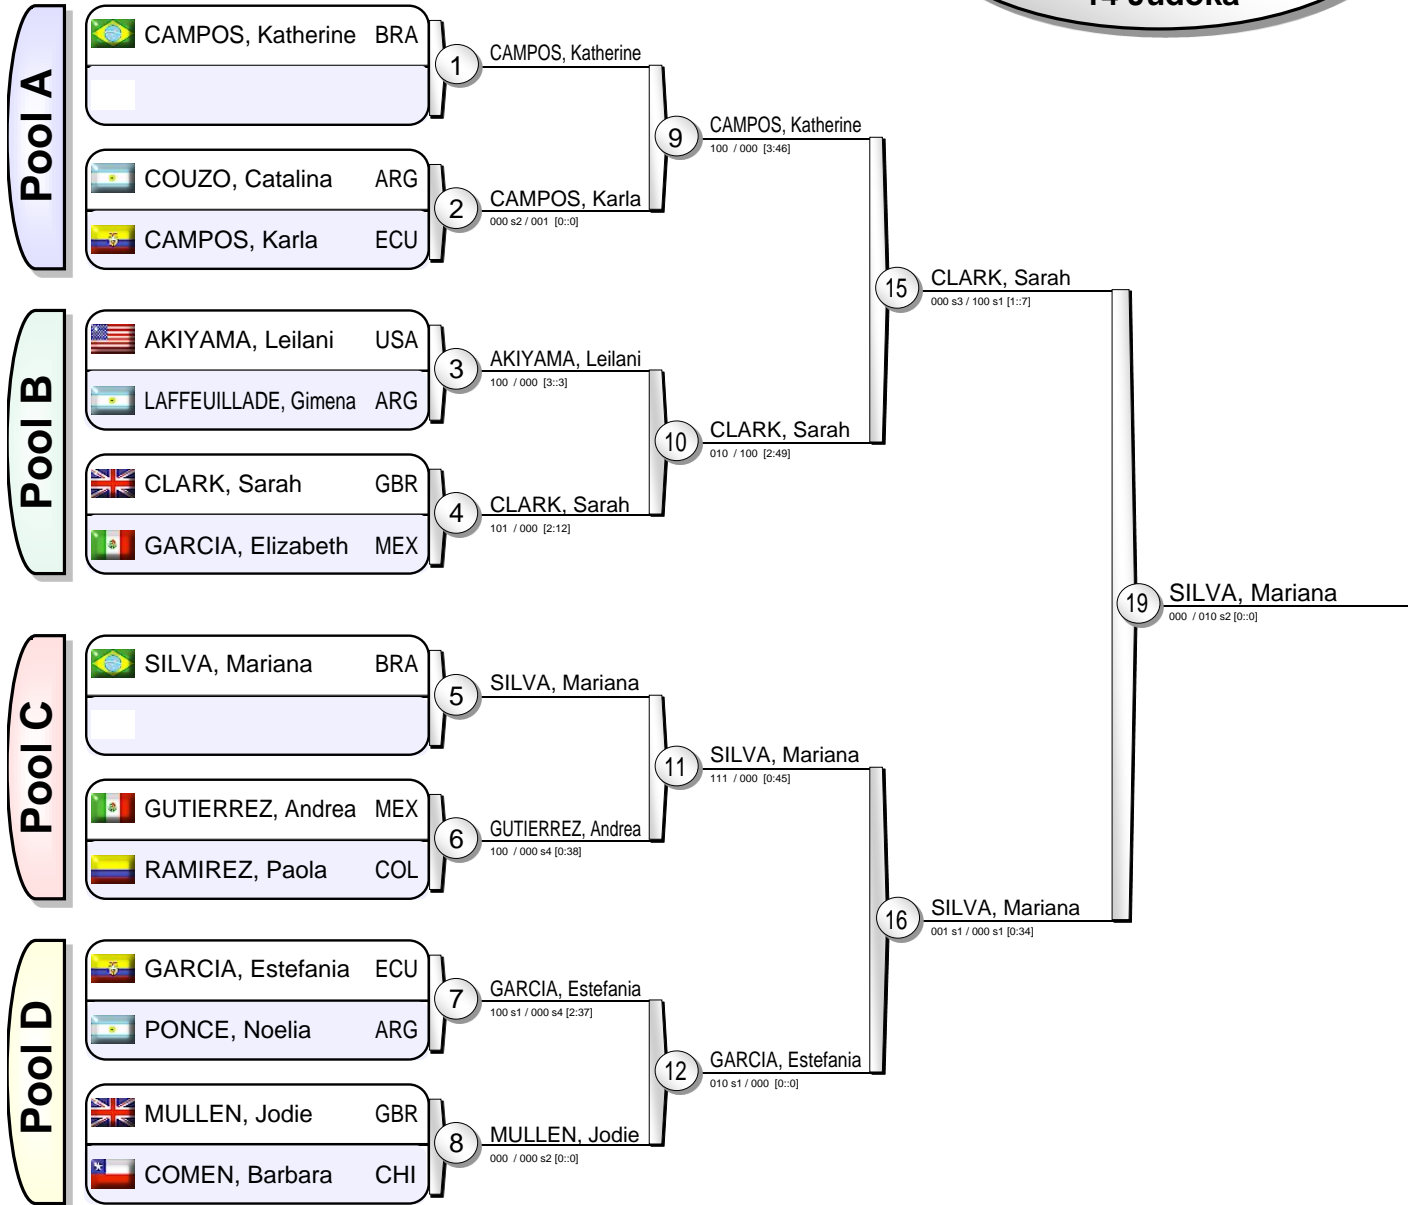 14 Judoka
Pool A
CAMPOS, Katherine BRA
1
CAMPOS, Katherine
COUZO, Catalina ARG
CAMPOS, Karla ECU
2
CAMPOS, Karla
000 s2 / 001 [0::0]
9
CAMPOS, Katherine
100 / 000 [3:46]
Pool B
AKIYAMA, Leilani USA
LAFFEUILLADE, Gimena ARG
3
AKIYAMA, Leilani
100 / 000 [3::3]
CLARK, Sarah GBR
GARCIA, Elizabeth MEX
4
CLARK, Sarah
101 / 000 [2:12]
10
CLARK, Sarah
010 / 100 [2:49]
15
CLARK, Sarah
000 s3 / 100 s1 [1::7]
Pool C
SILVA, Mariana BRA
5
SILVA, Mariana
GUTIERREZ, Andrea MEX
RAMIREZ, Paola COL
6
GUTIERREZ, Andrea
100 / 000 s4 [0:38]
11
SILVA, Mariana
111 / 000 [0:45]
Pool D
GARCIA, Estefania ECU
PONCE, Noelia ARG
7
GARCIA, Estefania
100 s1 / 000 s4 [2:37]
MULLEN, Jodie GBR
COMEN, Barbara CHI
8
MULLEN, Jodie
000 / 000 s2 [0::0]
12
GARCIA, Estefania
010 s1 / 000 [0::0]
16
SILVA, Mariana
001 s1 / 000 s1 [0:34]
19
SILVA, Mariana
000 / 010 s2 [0::0]